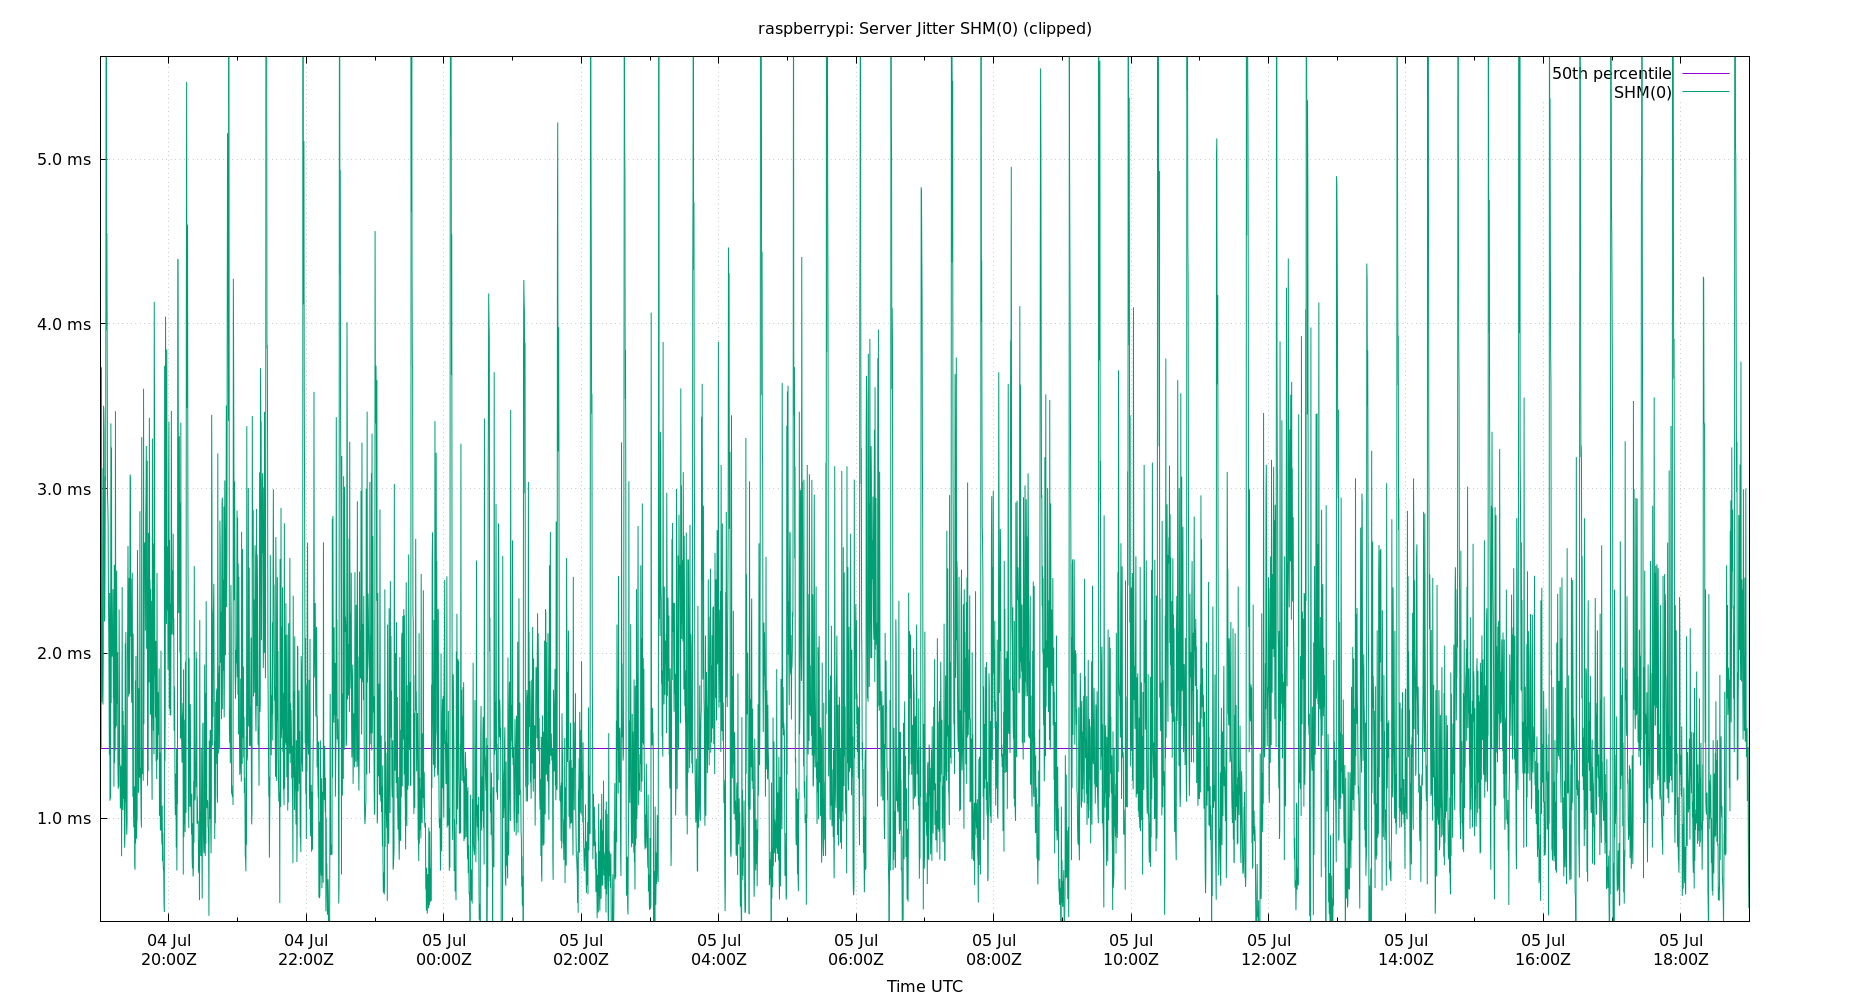 raspberrypi: Server Jitter SHM(0) (clipped)
50th percentile
SHM(0)
5.0 ms
4.0 ms
3.0 ms
2.0 ms
1.0 ms
04 Jul 04 Jul 05 Jul 05 Jul 05 Jul 05 Jul 05 Jul 05 Jul 05 Jul 05 Jul 05 Jul 05 Jul
20:00Z 22:00Z 00:00Z 02:00Z 04:00Z 06:00Z 08:00Z 10:00Z 12:00Z 14:00Z 16:00Z 18:00Z
Time UTC